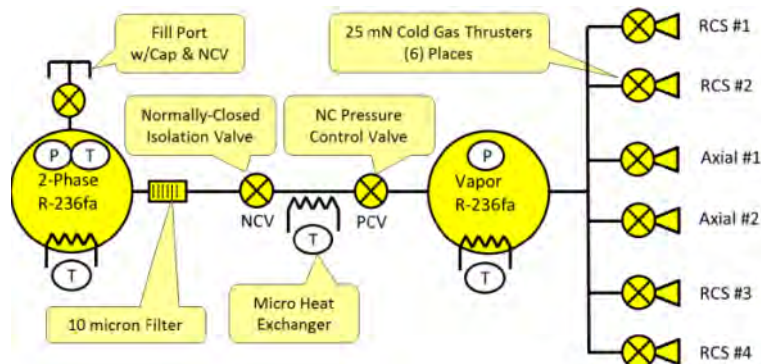 Fill Port
w/Cap & NCV
25 mN Cold Gas Thrusters
(6) Places
RCS #1
RCS #2
Normally-Closed
Isolation Valve
NC Pressure
Control Valve
P
T
2-Phase
R-236fa
T
NCV
T
PCV
P
Vapor
R-236fa
T
Axial #1
Axial #2
10 micron Filter
Micro Heat
Exchanger
RCS #3
RCS #4